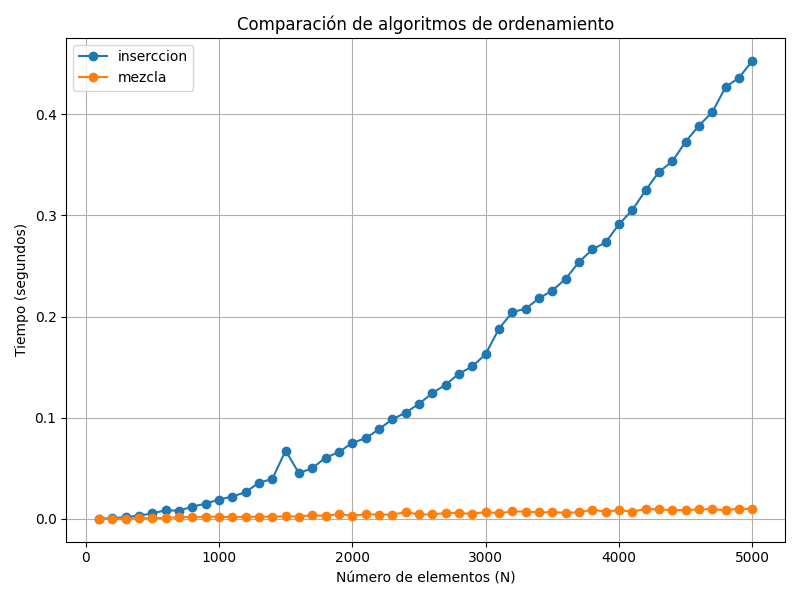 Comparación de algoritmos de ordenamiento
inserccion
mezcla
Tiempo (segundos)
0.4
0.3
0.2
0.1
0.0
0 1000 2000 3000 4000 5000
Número de elementos (N)